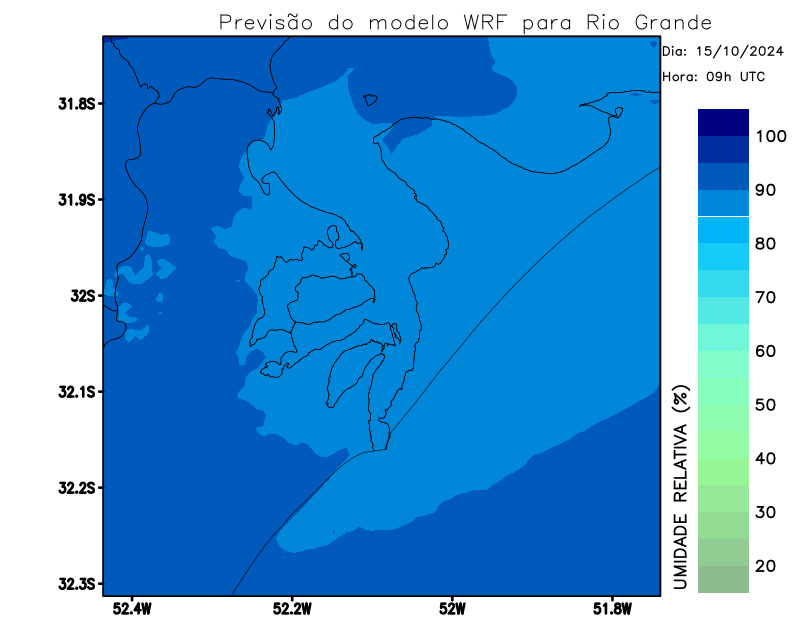 Previsão do modelo WRF para Rio Grande
Dia: 15/10/2024
Hora: 09h UTC
31.8S
31.9S
32S
32.1S
32.2S
32.3S
52.4W
52.2W
52W
51.8W
100
90
80
70
60
50
40
30
20
UMIDADE RELATIVA (%)